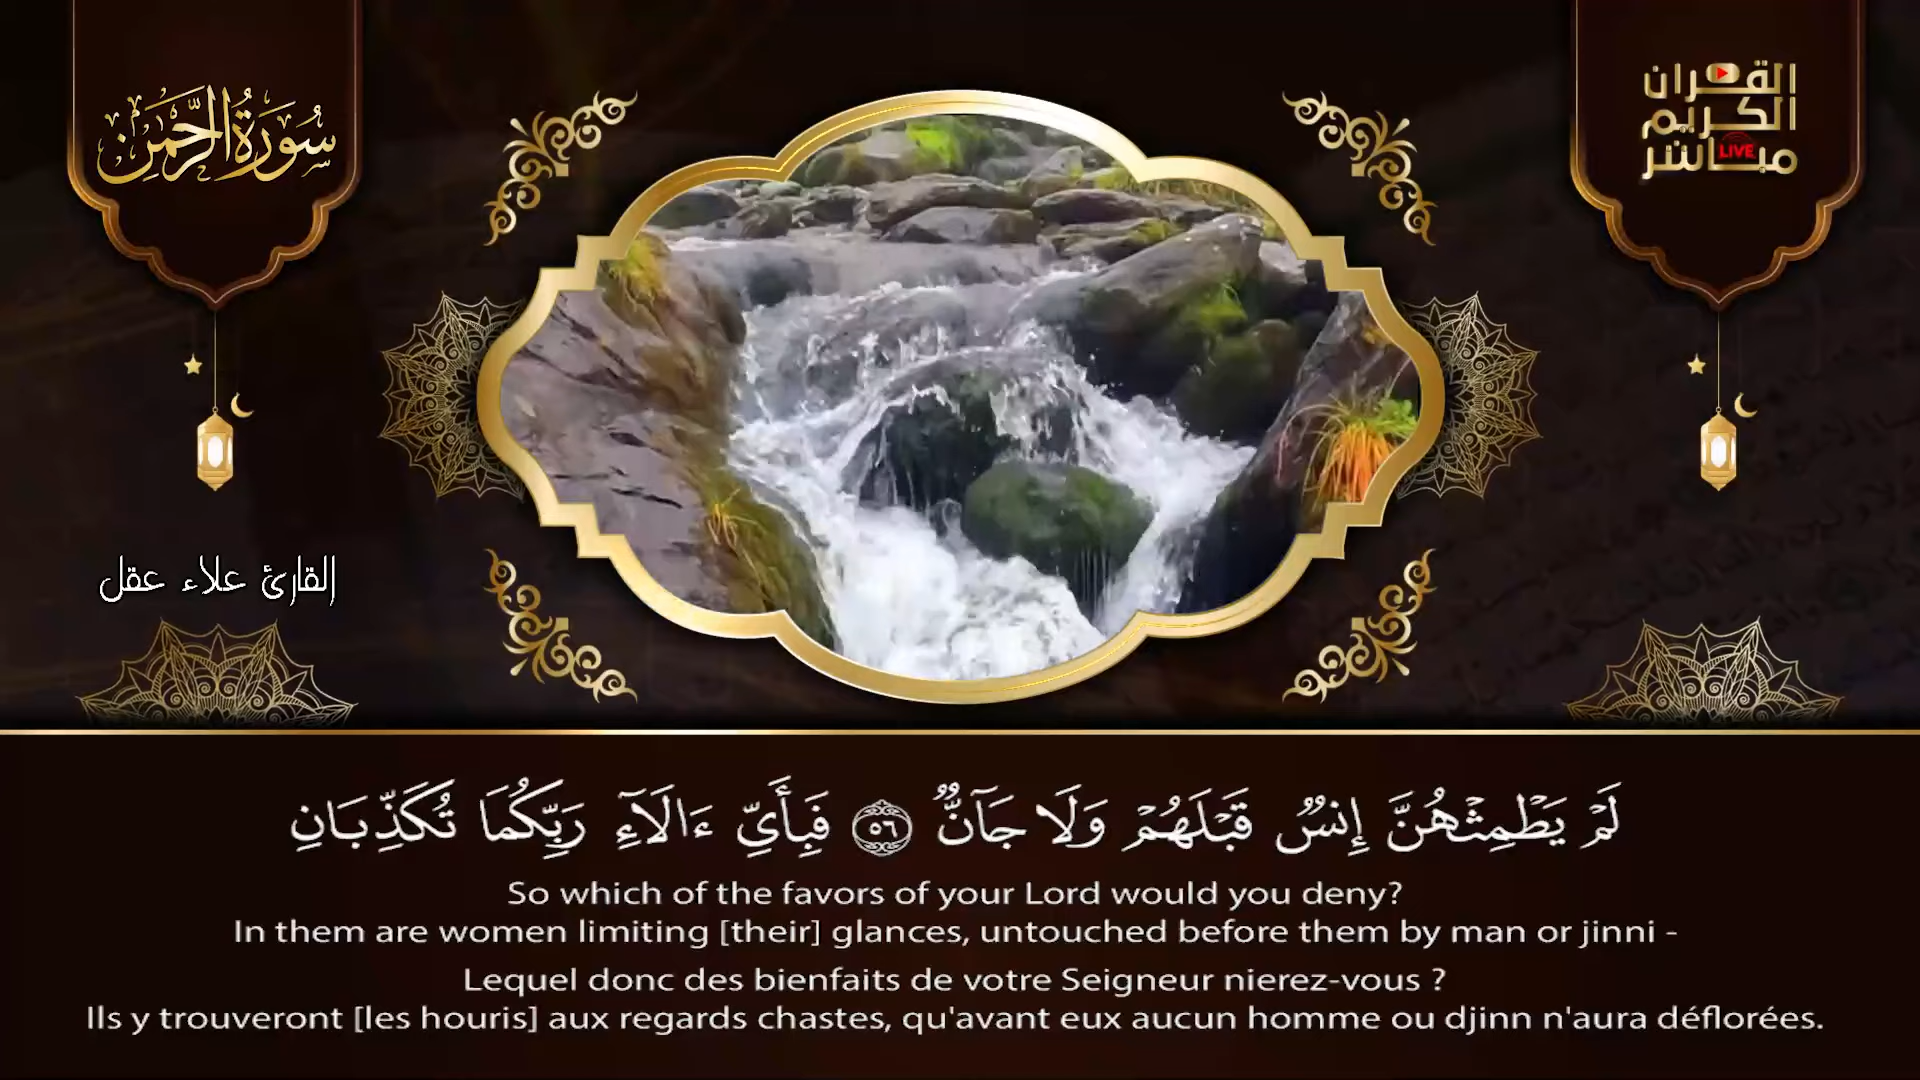 سُورَةُ الرَّحْمَٰن
القران
الكريم
مباشر
LIVE
القارئ علاء عقل
لَمْ يَطْمِثْهُنَّ إِنسٌ قَبْلَهُمْ وَلَا جَآنٌّ ٥٦ فَبِأَيِّ ءَالَآءِ رَبِّكُمَا تُكَذِّبَانِ
So which of the favors of your Lord would you deny?
In them are women limiting [their] glances, untouched before them by man or jinni -
Lequel donc des bienfaits de votre Seigneur nierez-vous ?
Ils y trouveront [les houris] aux regards chastes, qu'avant eux aucun homme ou djinn n'aura déflorées.